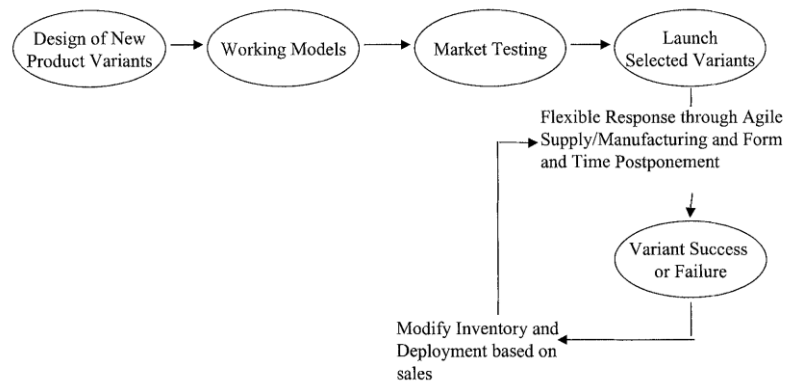 Design of New
Product Variants
Working Models
Market Testing
Launch
Selected Variants
Flexible Response through Agile
Supply/Manufacturing and Form
and Time Postponement
Variant Success
or Failure
Modify Inventory and
Deployment based on
sales